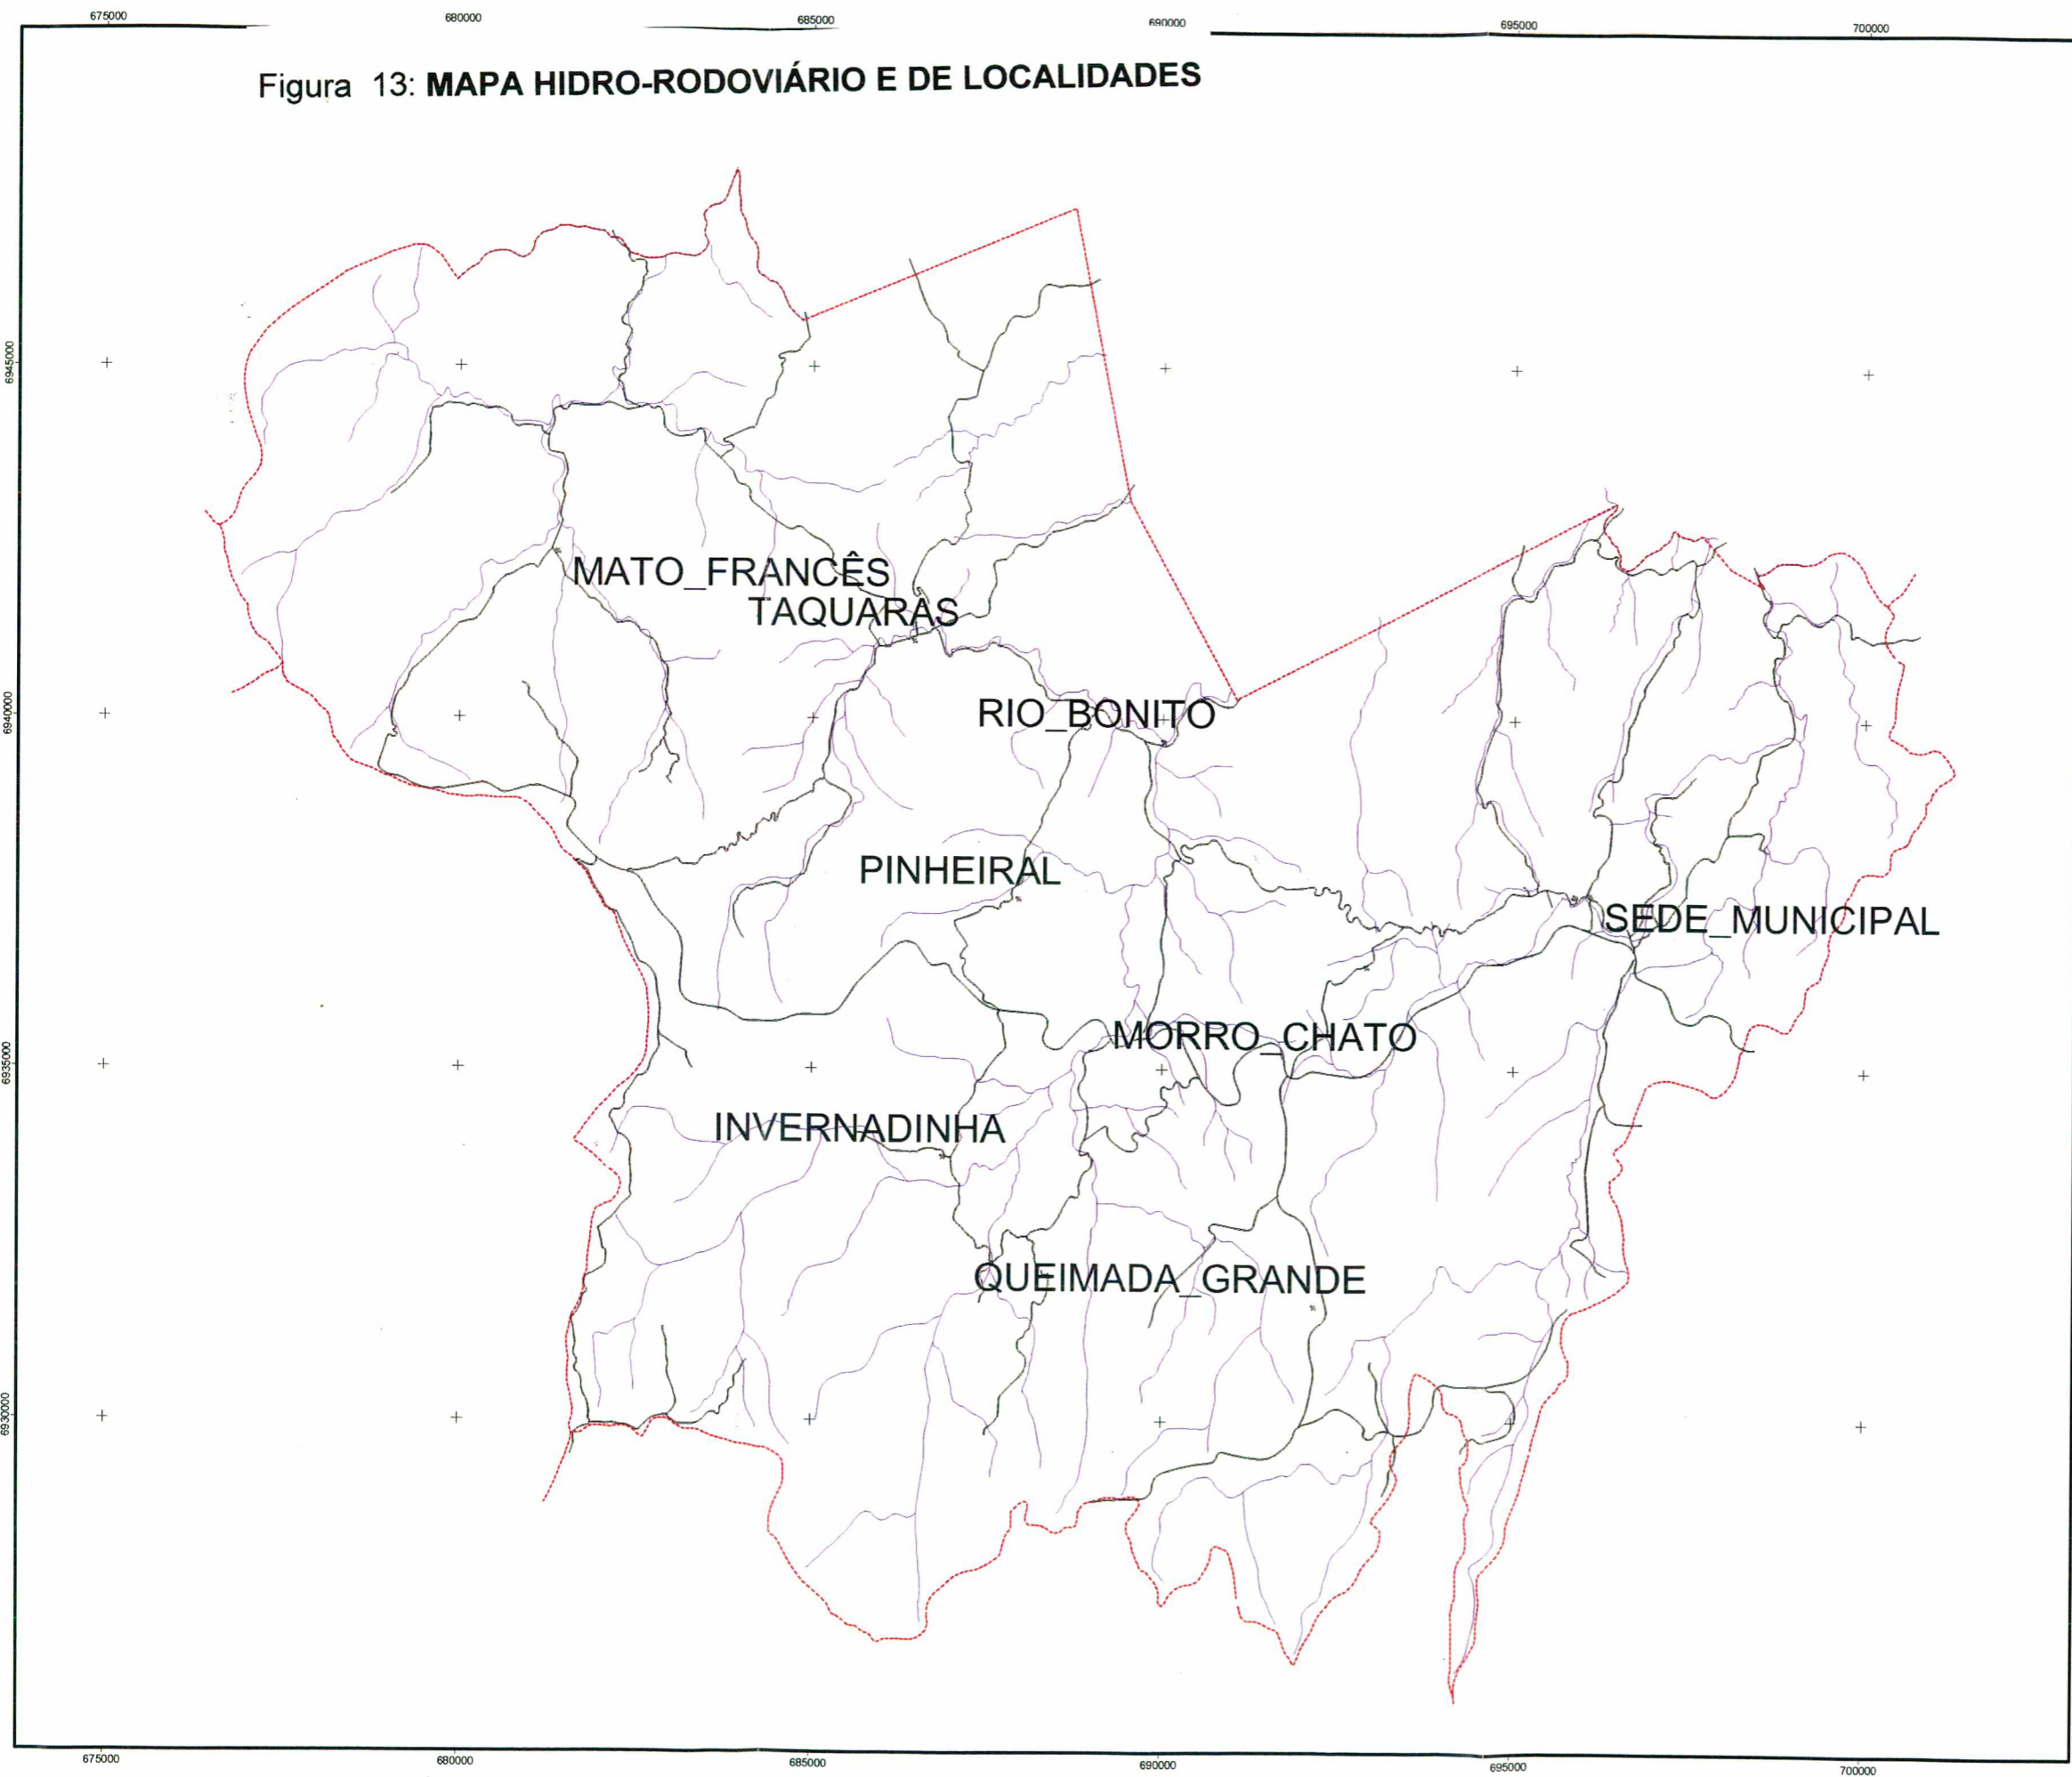 675000 680000 685000 690000 695000 700000
Figura 13: MAPA HIDRO-RODOVIÁRIO E DE LOCALIDADES
6945000
MATO_FRANCÊS
TAQUARAS
6940000
RIO_BONITO
PINHEIRAL
SEDE_MUNICIPAL
MORRO_CHATO
6935000
INVERNADINHA
QUEIMADA_GRANDE
6930000
675000 680000 685000 690000 695000 700000